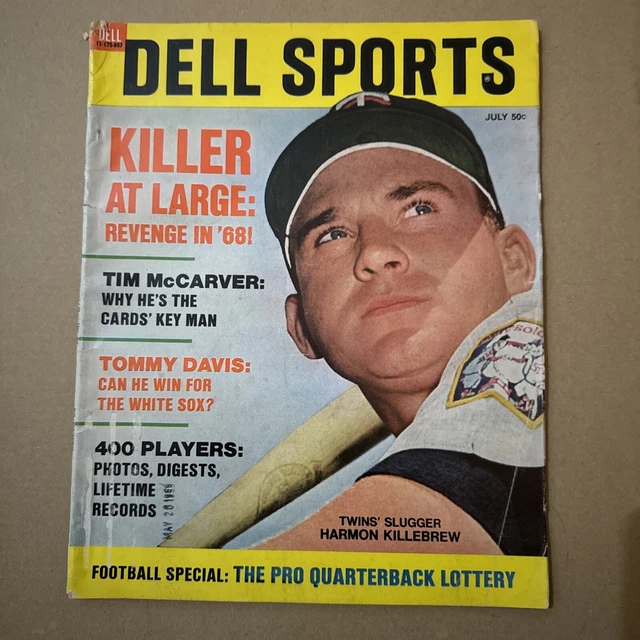 DELL
DELL SPORTS
JULY 50¢
KILLER
AT LARGE:
REVENGE IN '68!
TIM McCARVER:
WHY HE'S THE
CARDS' KEY MAN
TOMMY DAVIS:
CAN HE WIN FOR
THE WHITE SOX?
400 PLAYERS:
PHOTOS, DIGESTS,
LIFETIME
RECORDS
TWINS' SLUGGER
HARMON KILLEBREW
FOOTBALL SPECIAL: THE PRO QUARTERBACK LOTTERY